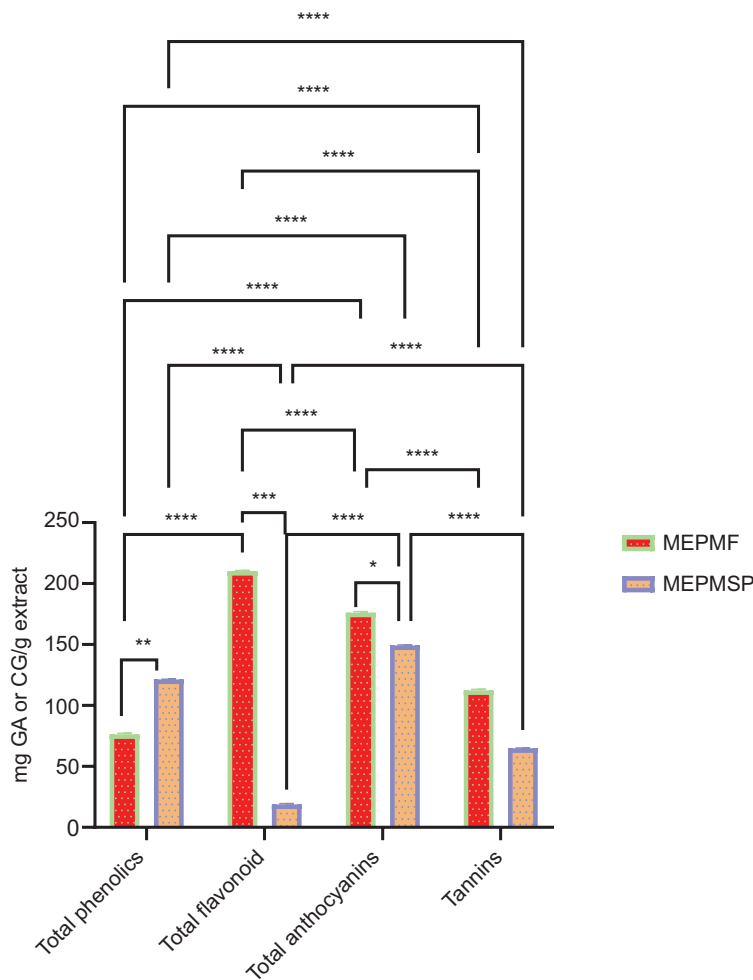 ****
****
****
****
****
**** ****
****
****
***
**** **** ****
*
**
250
200
150
100
50
0
mg GA or CG/g extract
Total phenolics
Total flavonoid
Total anthocyanins
Tannins
MEPMF
MEPMSP